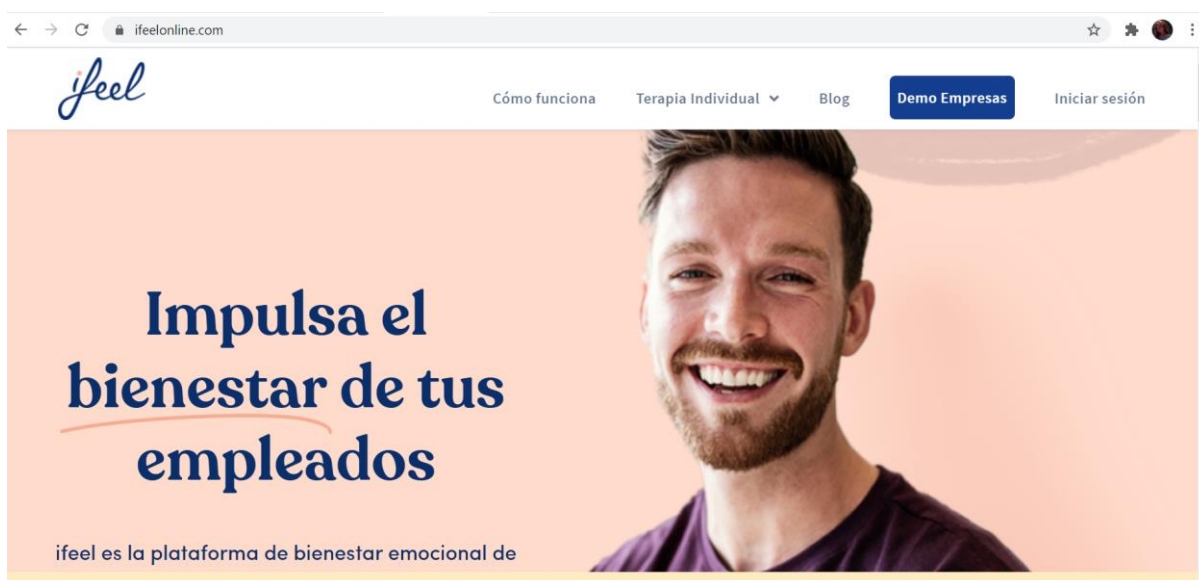 ifeelonline.com
ifeel
Cómo funciona Terapia Individual Blog Demo Empresas Iniciar sesión
Impulsa el
bienestar de tus
empleados
ifeel es la plataforma de bienestar emocional de